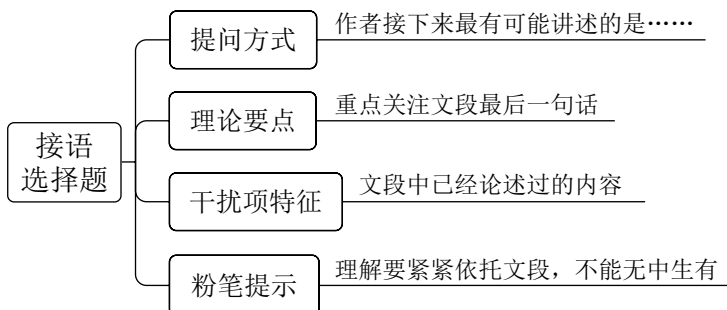 接语
选择题
提问方式
作者接下来最有可能讲述的是……
理论要点
重点关注文段最后一句话
干扰项特征
文段中已经论述过的内容
粉笔提示
理解要紧紧依托文段，不能无中生有